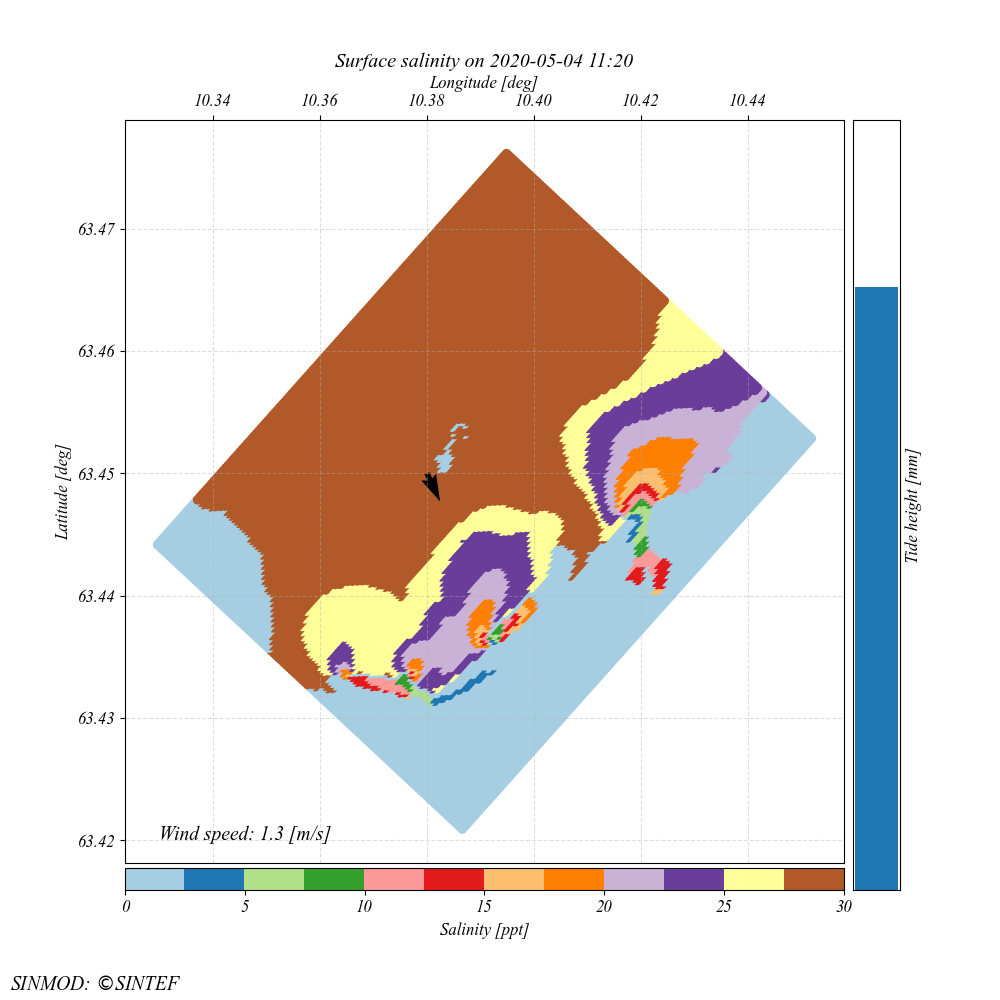 Surface salinity on 2020-05-04 11:20
Longitude [deg]
10.34 10.36 10.38 10.40 10.42 10.44
63.47
63.46
63.45
63.44
63.43
63.42
Latitude [deg]
Tide height [mm]
Wind speed: 1.3 [m/s]
0 5 10 15 20 25 30
Salinity [ppt]
SINMOD: ©SINTEF